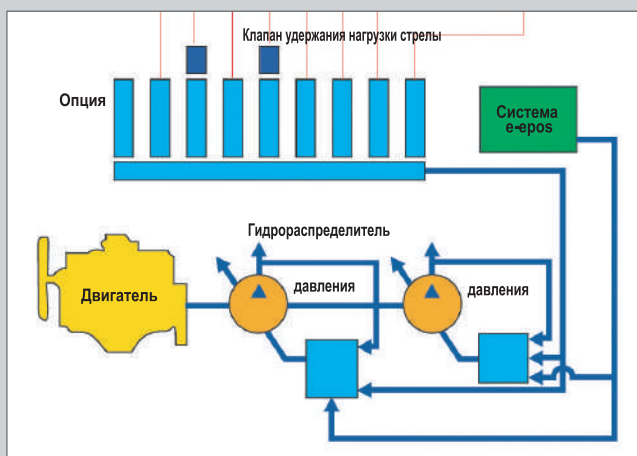 Клапан удержания нагрузки стрелы
Опция
Система
e-epos
Гидрораспределитель
Двигатель
давления
давления